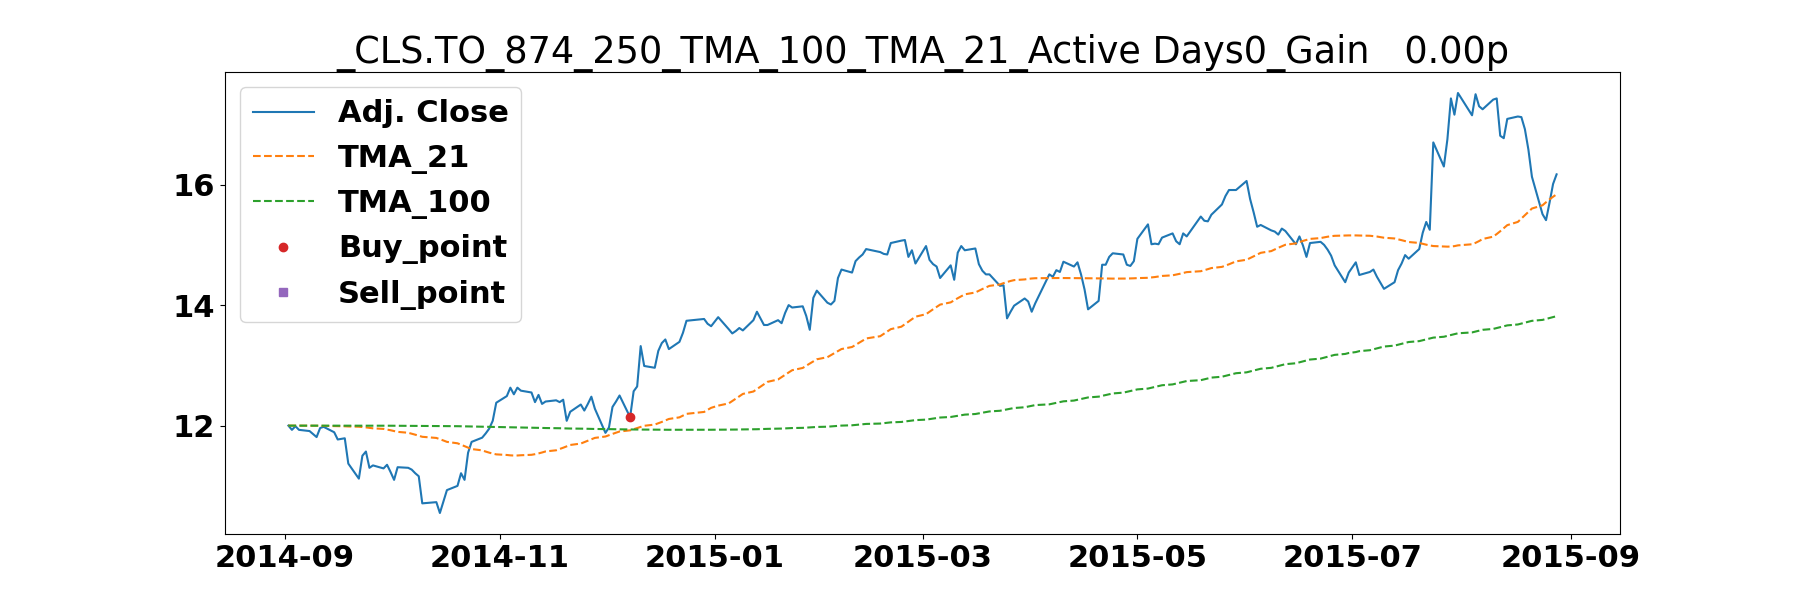 _CLS.TO_874_250_TMA_100_TMA_21_Active Days0_Gain   0.00p
Adj. Close
TMA_21
TMA_100
Buy_point
Sell_point
16
14
12
2014-09 2014-11 2015-01 2015-03 2015-05 2015-07 2015-09